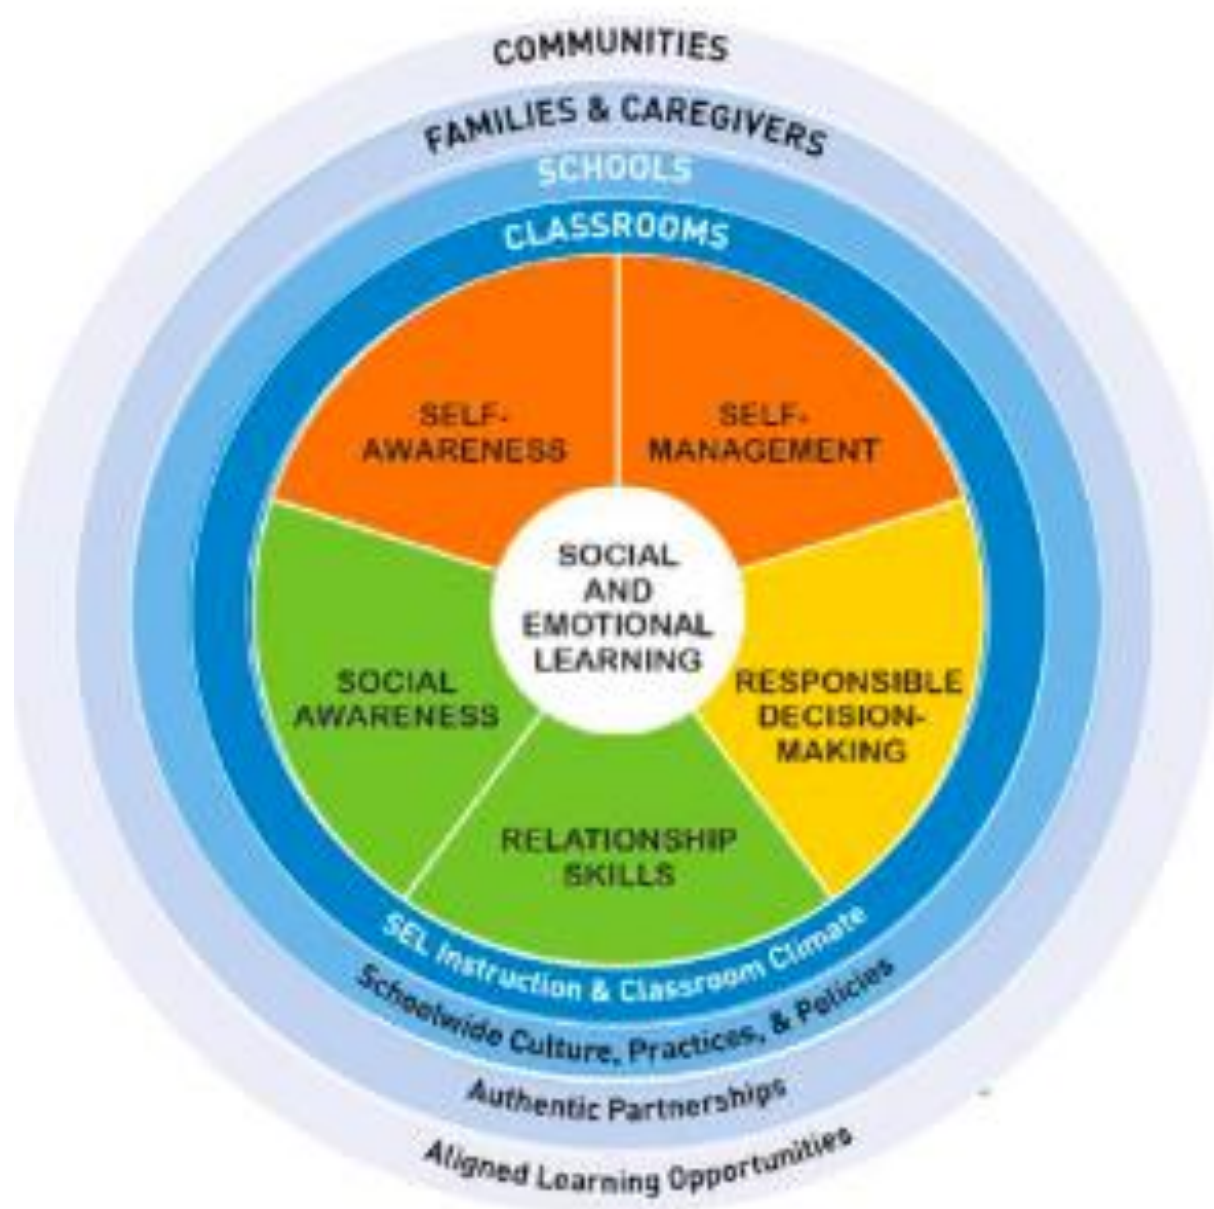 COMMUNITIES
FAMILIES & CAREGIVERS
SCHOOLS
CLASSROOMS
SELF-
AWARENESS
SELF-
MANAGEMENT
SOCIAL
AND
EMOTIONAL
LEARNING
SOCIAL
AWARENESS
RESPONSIBLE
DECISION-
MAKING
RELATIONSHIP
SKILLS
SEL Instruction & Classroom Climate
Schoolwide Culture, Practices, & Policies
Authentic Partnerships
Aligned Learning Opportunities